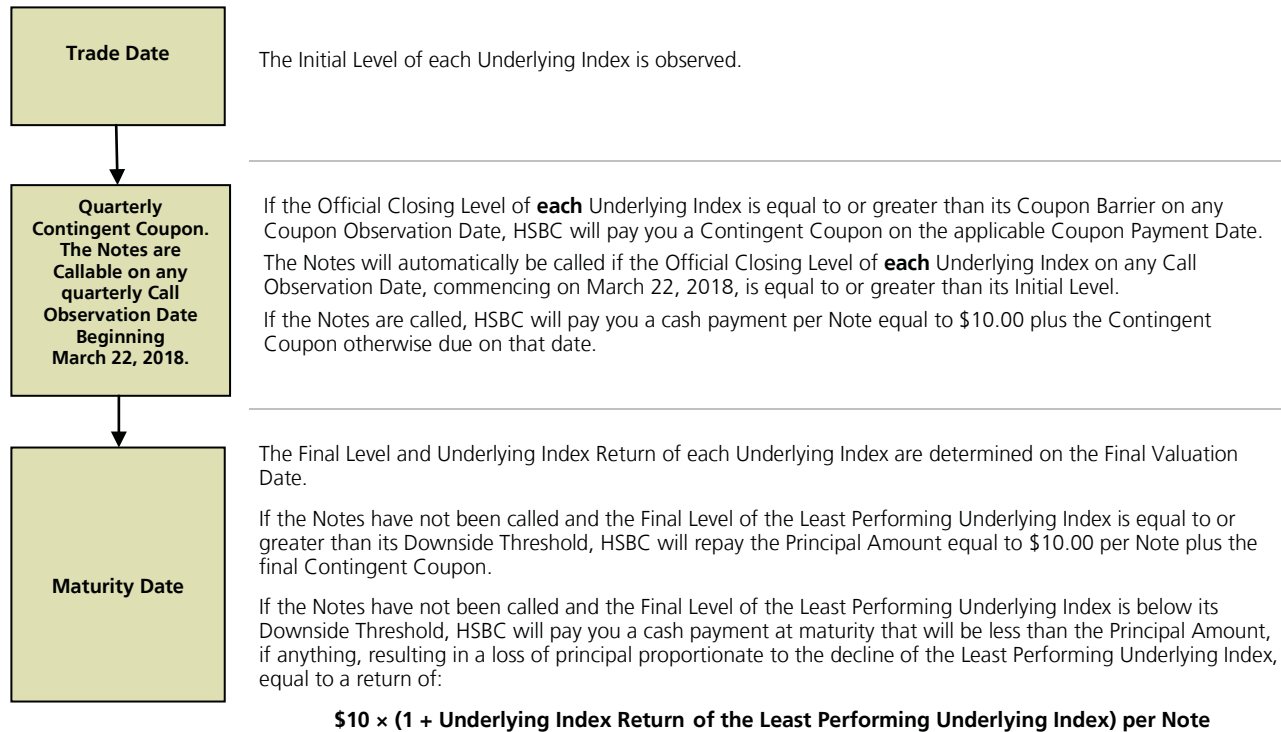 Trade Date
The Initial Level of each Underlying Index is observed.
Quarterly
Contingent Coupon.
The Notes are
Callable on any
quarterly Call
Observation Date
Beginning
March 22, 2018.
If the Official Closing Level of each Underlying Index is equal to or greater than its Coupon Barrier on any
Coupon Observation Date, HSBC will pay you a Contingent Coupon on the applicable Coupon Payment Date.
The Notes will automatically be called if the Official Closing Level of each Underlying Index on any Call
Observation Date, commencing on March 22, 2018, is equal to or greater than its Initial Level.
If the Notes are called, HSBC will pay you a cash payment per Note equal to $10.00 plus the Contingent
Coupon otherwise due on that date.
Maturity Date
The Final Level and Underlying Index Return of each Underlying Index are determined on the Final Valuation
Date.
If the Notes have not been called and the Final Level of the Least Performing Underlying Index is equal to or
greater than its Downside Threshold, HSBC will repay the Principal Amount equal to $10.00 per Note plus the
final Contingent Coupon.
If the Notes have not been called and the Final Level of the Least Performing Underlying Index is below its
Downside Threshold, HSBC will pay you a cash payment at maturity that will be less than the Principal Amount,
if anything, resulting in a loss of principal proportionate to the decline of the Least Performing Underlying Index,
equal to a return of:
$10 × (1 + Underlying Index Return of the Least Performing Underlying Index) per Note